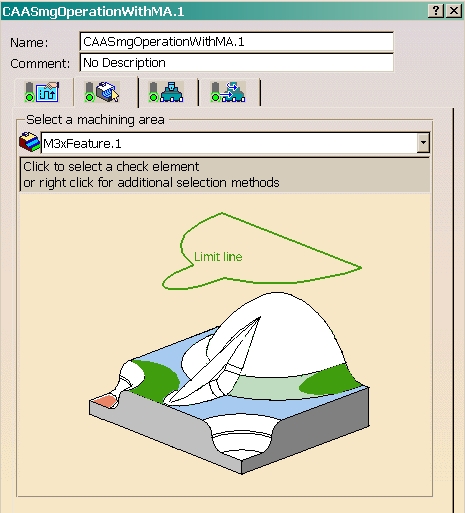 CAASmgOperationWithMA.1
Name: CAASmgOperationWithMA.1
Comment: No Description
Select a machining area
M3xFeature.1
Click to select a check element
or right click for additional selection methods
Limit line